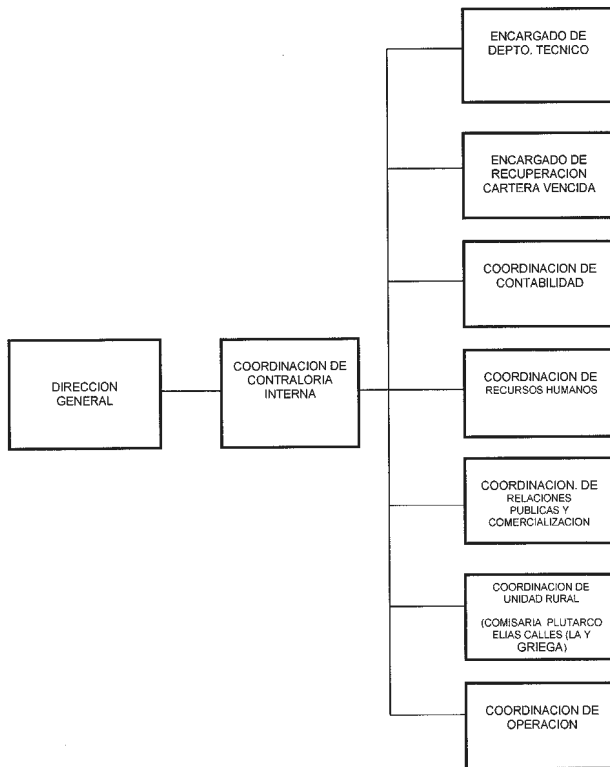 ENCARGADO DE
DEPTO. TECNICO
ENCARGADO DE
RECUPERACION
CARTERA VENCIDA
COORDINACION DE
CONTABILIDAD
DIRECCION
GENERAL
COORDINACION DE
CONTRALORIA
INTERNA
COORDINACION DE
RECURSOS HUMANOS
COORDINACION. DE
RELACIONES
PUBLICAS Y
COMERCIALIZACION
COORDINACION DE
UNIDAD RURAL
(COMISARIA PLUTARCO
ELIAS CALLES (LA Y
GRIEGA)
COORDINACION DE
OPERACION